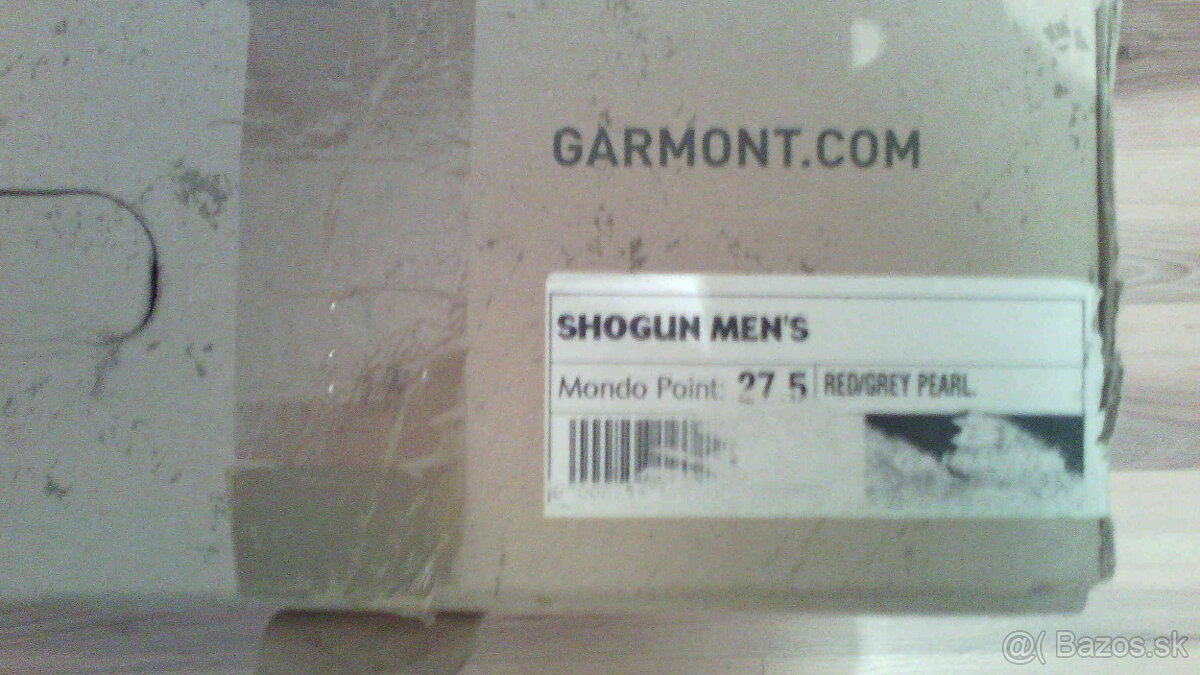 GARMONT.COM
SHOGUN MEN'S
Mondo Point: 27.5 RED/GREY PEARL.
@( Bazos.sk